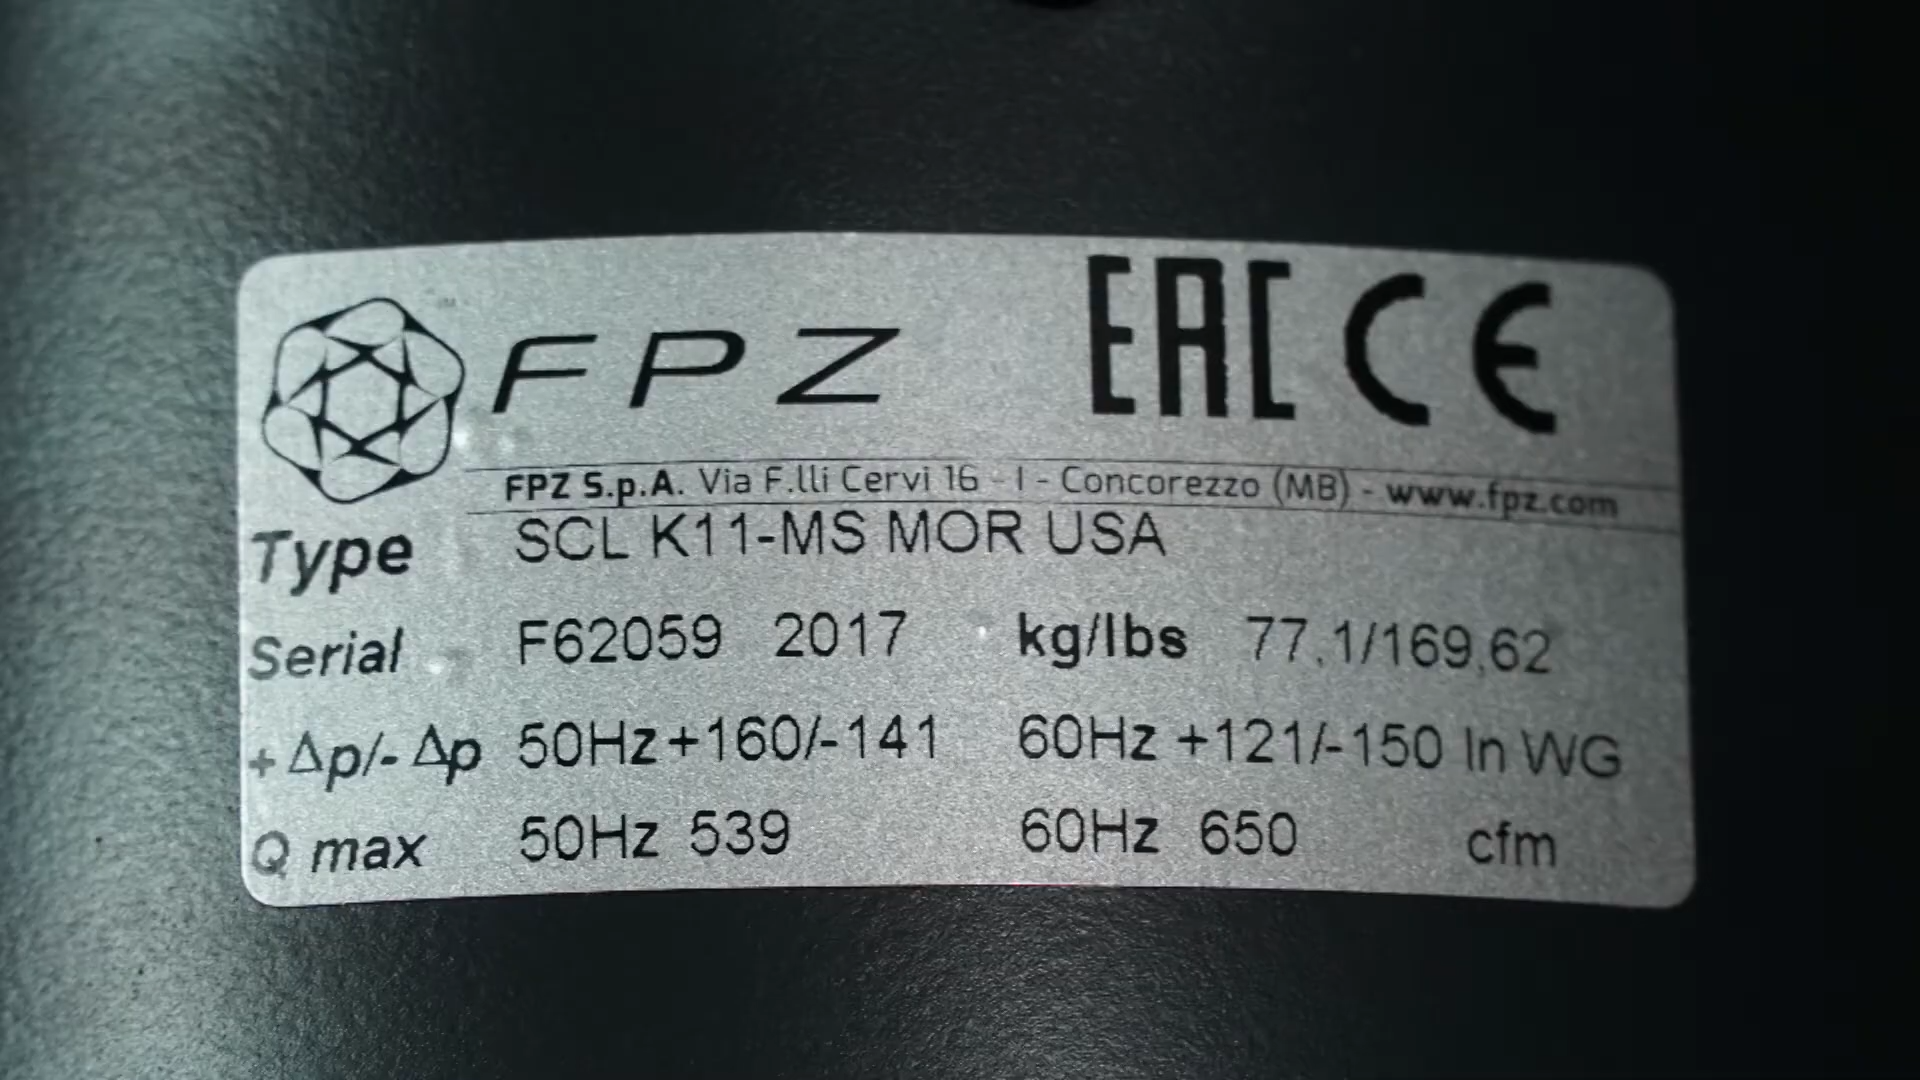 FPZ EAC CE
FPZ S.p.A. Via F.lli Cervi 16 - I - Concorezzo (MB) - www.fpz.com
Type SCL K11-MS MOR USA
Serial F62059 2017 kg/lbs 77.1/169.62
+ Δp/- Δp 50Hz +160/-141 60Hz +121/-150 In WG
Q max 50Hz 539 60Hz 650 cfm